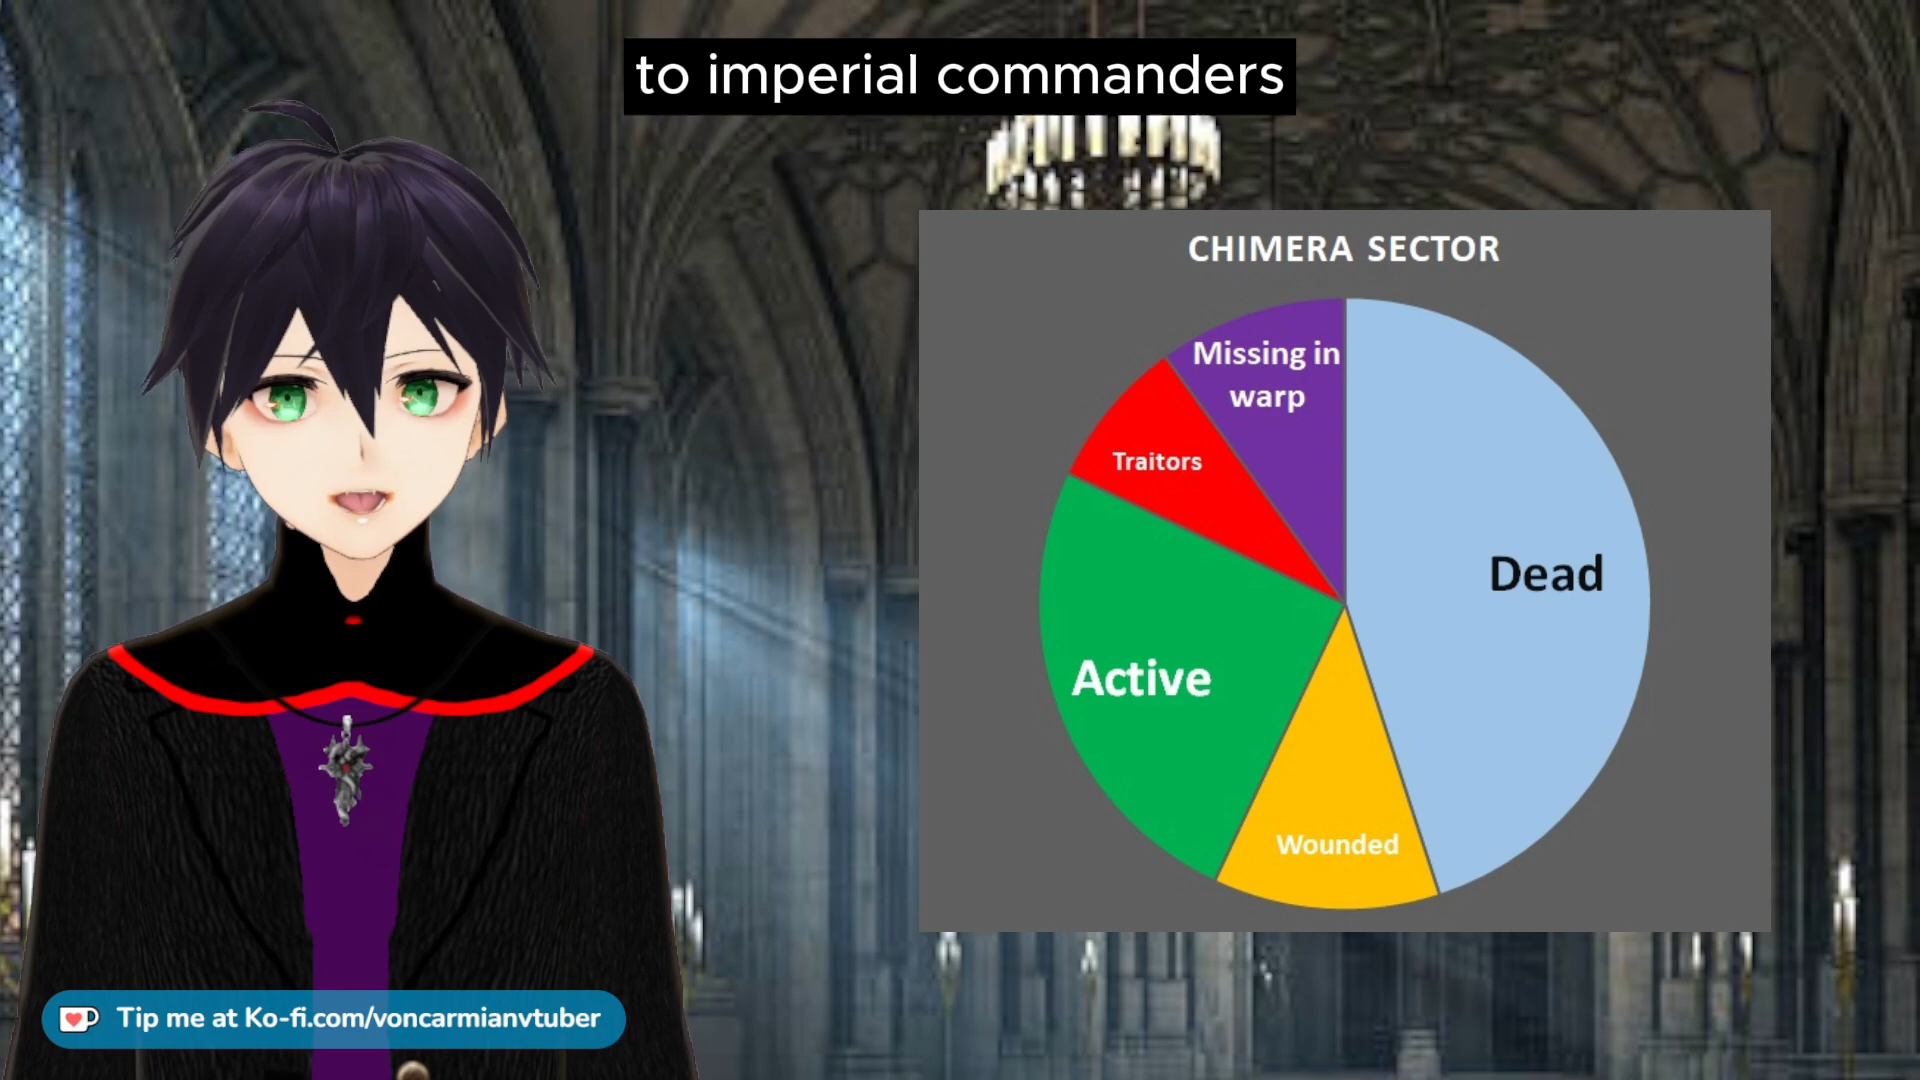 to imperial commanders
CHIMERA SECTOR
Missing in
warp
Traitors
Dead
Active
Wounded
Tip me at Ko-fi.com/voncarmianvtuber